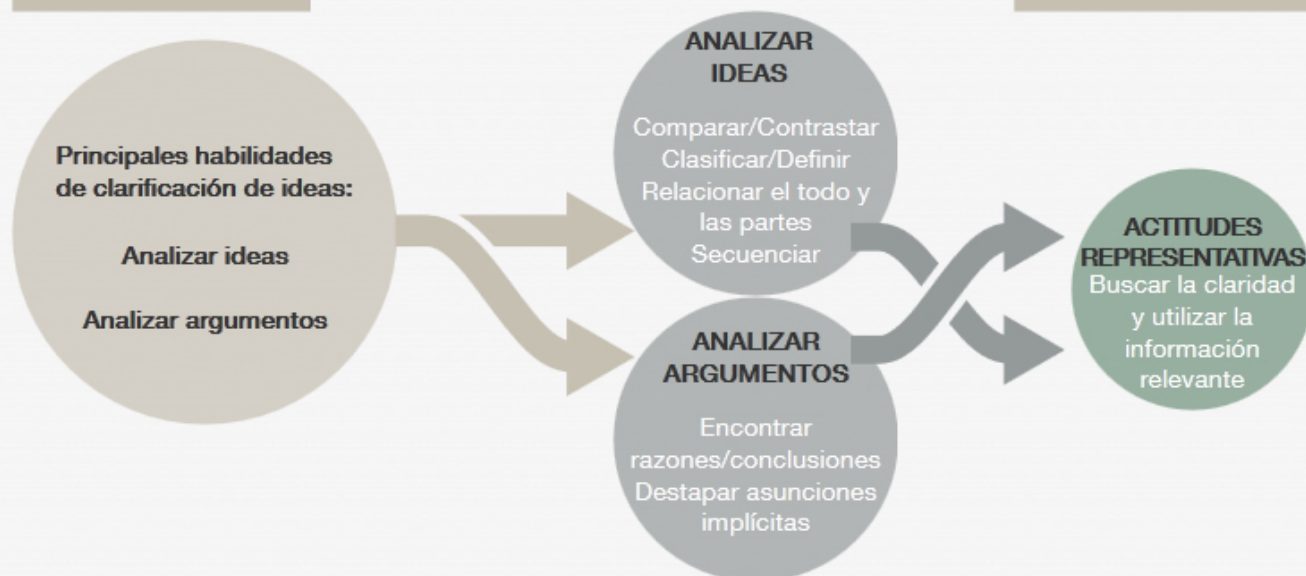 Principales habilidades
de clarificación de ideas:
Analizar ideas
Analizar argumentos
ANALIZAR
IDEAS
Comparar/Contrastar
Clasificar/Definir
Relacionar el todo y
las partes
Secuenciar
ANALIZAR
ARGUMENTOS
Encontrar
razones/conclusiones
Destapar asunciones
implícitas
ACTITUDES
REPRESENTATIVAS
Buscar la claridad
y utilizar la
información
relevante